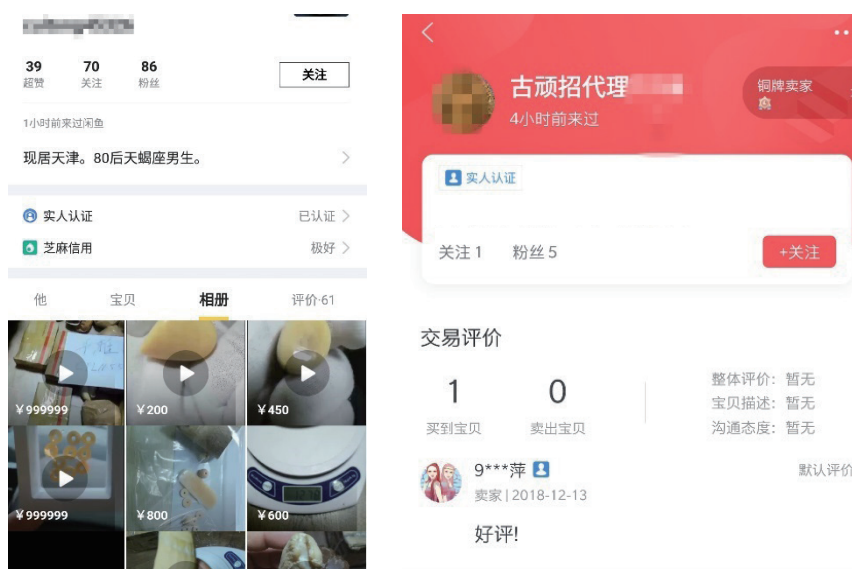 39
70
86
超赞
关注
粉丝
关注
1小时前来过闲鱼
现居天津。80后天蝎座男生。
实人认证
已认证
芝麻信用
极好
他
宝贝
相册
评价·61
¥999999
¥200
¥450
¥999999
¥800
¥600
古顽招代理
4小时前来过
铜牌卖家
实人认证
关注 1
粉丝 5
+关注
交易评价
1
0
买到宝贝
卖出宝贝
整体评价：暂无
宝贝描述：暂无
沟通态度：暂无
9***萍
默认评价
卖家 | 2018-12-13
好评!